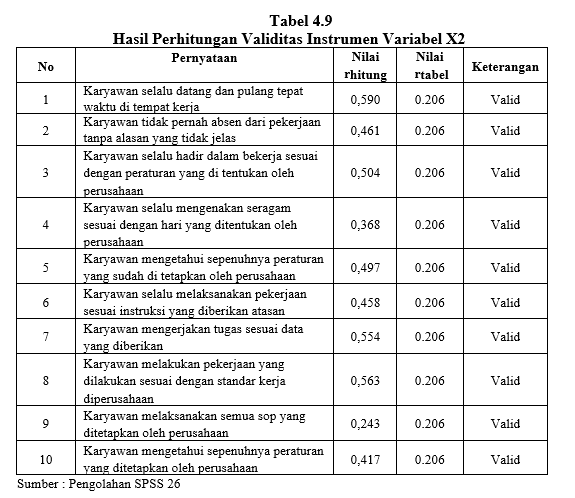 Tabel 4.9
Hasil Perhitungan Validitas Instrumen Variabel X2
No Pernyataan Nilai rhitung Nilai rtabel Keterangan
1 Karyawan selalu datang dan pulang tepat 0,590 0.206 Valid
waktu di tempat kerja
2 Karyawan tidak pernah absen dari pekerjaan 0,461 0.206 Valid
tanpa alasan yang tidak jelas
3 Karyawan selalu hadir dalam bekerja sesuai 0,504 0.206 Valid
dengan peraturan yang di tentukan oleh
perusahaan
4 Karyawan selalu mengenakan seragam 0,368 0.206 Valid
sesuai dengan hari yang ditentukan oleh
perusahaan
5 Karyawan mengetahui sepenuhnya peraturan 0,497 0.206 Valid
yang sudah di tetapkan oleh perusahaan
6 Karyawan selalu melaksanakan pekerjaan 0,458 0.206 Valid
sesuai instruksi yang diberikan atasan
7 Karyawan mengerjakan tugas sesuai data 0,554 0.206 Valid
yang diberikan
8 Karyawan melakukan pekerjaan yang 0,563 0.206 Valid
dilakukan sesuai dengan standar kerja
diperusahaan
9 Karyawan melaksanakan semua sop yang 0,243 0.206 Valid
ditetapkan oleh perusahaan
10 Karyawan mengetahui sepenuhnya peraturan 0,417 0.206 Valid
yang ditetapkan oleh perusahaan
Sumber : Pengolahan SPSS 26